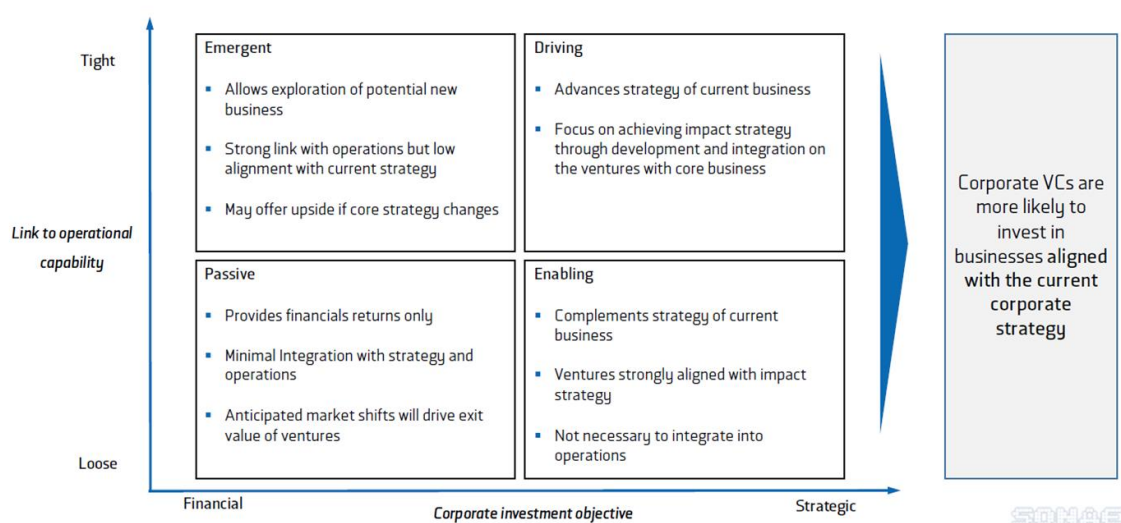 Tight
Link to operational
capability
Loose
Emergent
▪ Allows exploration of potential new
business
▪ Strong link with operations but low
alignment with current strategy
▪ May offer upside if core strategy changes
Driving
▪ Advances strategy of current business
▪ Focus on achieving impact strategy
through development and integration on
the ventures with core business
Passive
▪ Provides financials returns only
▪ Minimal Integration with strategy and
operations
▪ Anticipated market shifts will drive exit
value of ventures
Enabling
▪ Complements strategy of current
business
▪ Ventures strongly aligned with impact
strategy
▪ Not necessary to integrate into
operations
Financial
Corporate investment objective
Strategic
Corporate VCs are
more likely to
invest in
businesses aligned
with the current
corporate
strategy